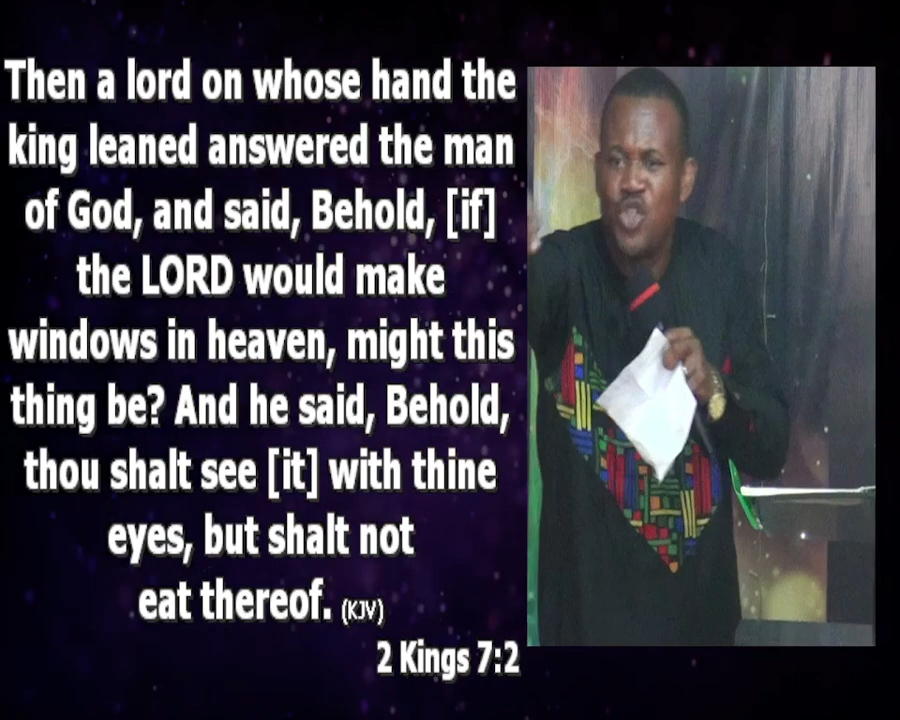 Then a lord on whose hand the
king leaned answered the man
of God, and said, Behold, [if]
the LORD would make
windows in heaven, might this
thing be? And he said, Behold,
thou shalt see [it] with thine
eyes, but shalt not
eat thereof. (KJV)
2 Kings 7:2